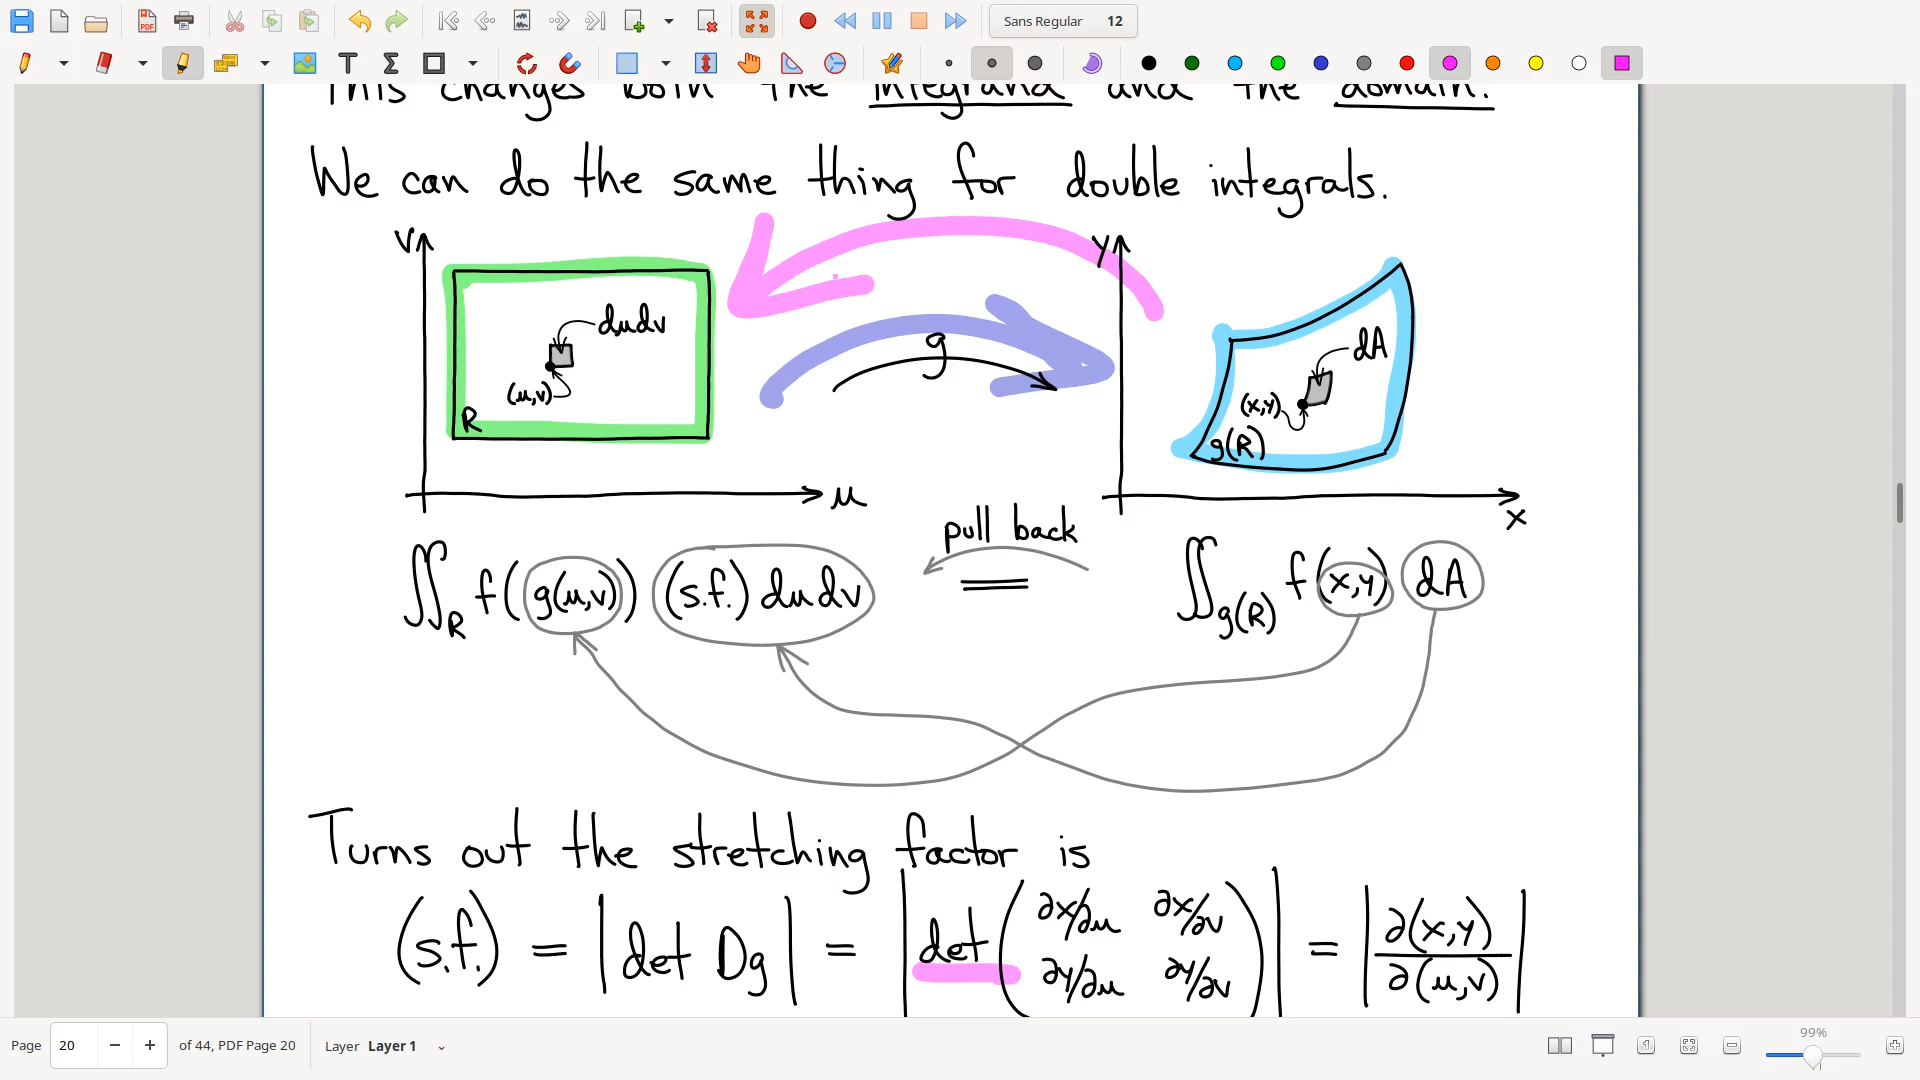 Sans Regular 12
This changes both the integrand and the domain.
We can do the same thing for double integrals.
v
y
dudv
(u,v)
R
u
g
dA
(x,y)
g(R)
x
pull back
∬_R f(g(u,v)) (s.f.) dudv = ∬_g(R) f(x,y) dA
Turns out the stretching factor is
(s.f.) = |det Dg| = |det (∂x/∂u ∂x/∂v ∂y/∂u ∂y/∂v)| = |∂(x,y)/∂(u,v)|
Page 20 of 44, PDF Page 20 Layer Layer 1 99%